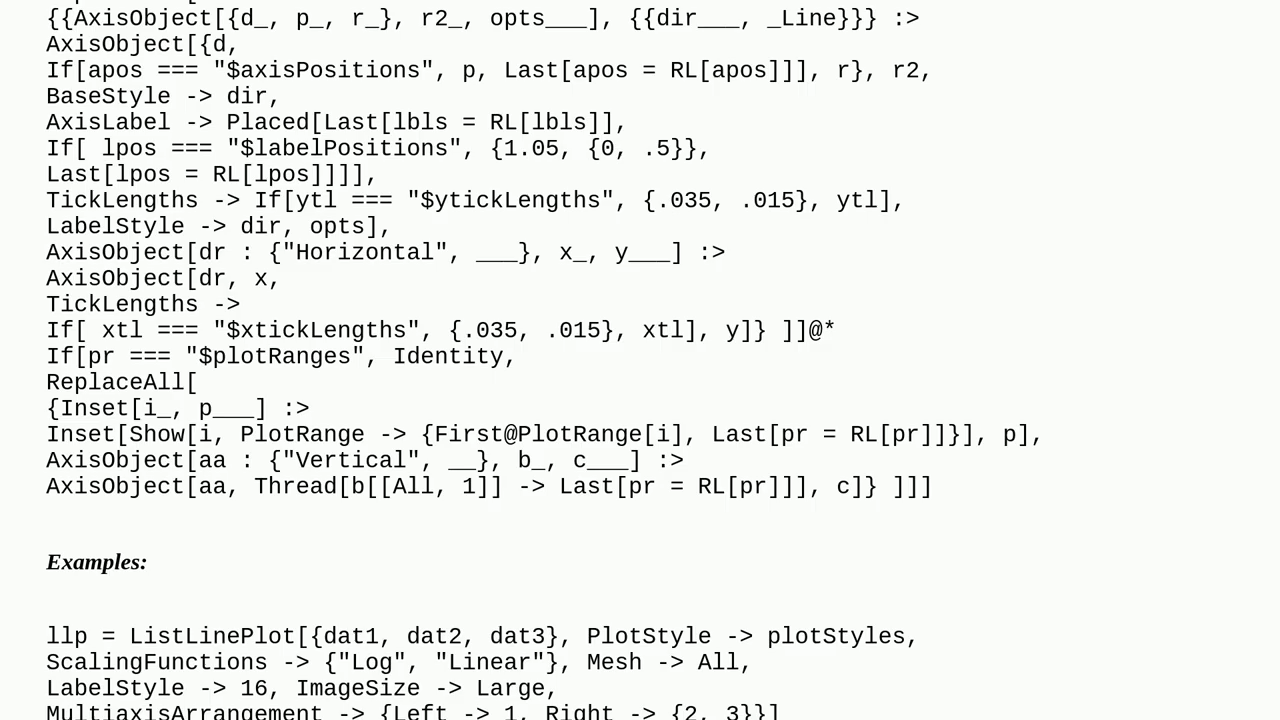 {{AxisObject[{d_, p_, r_}, r2_, opts___], {{dir___, _Line}}} :>
AxisObject[{d,
If[apos === "$axisPositions", p, Last[apos = RL[apos]]], r}, r2,
BaseStyle -> dir,
AxisLabel -> Placed[Last[lbls = RL[lbls]],
If[ lpos === "$labelPositions", {1.05, {0, .5}},
Last[lpos = RL[lpos]]]],
TickLengths -> If[ytl === "$ytickLengths", {.035, .015}, ytl],
LabelStyle -> dir, opts],
AxisObject[dr : {"Horizontal", ___}, x_, y___] :>
AxisObject[dr, x,
TickLengths ->
If[ xtl === "$xtickLengths", {.035, .015}, xtl], y]} ]]@*
If[pr === "$plotRanges", Identity,
ReplaceAll[
{Inset[i_, p___] :>
Inset[Show[i, PlotRange -> {First@PlotRange[i], Last[pr = RL[pr]]}], p],
AxisObject[aa : {"Vertical", __}, b_, c___] :>
AxisObject[aa, Thread[b[[All, 1]] -> Last[pr = RL[pr]]], c]} ]]]
Examples:
llp = ListLinePlot[{dat1, dat2, dat3}, PlotStyle -> plotStyles,
ScalingFunctions -> {"Log", "Linear"}, Mesh -> All,
LabelStyle -> 16, ImageSize -> Large,
MultiaxisArrangement -> {Left -> 1, Right -> {2, 3}}]